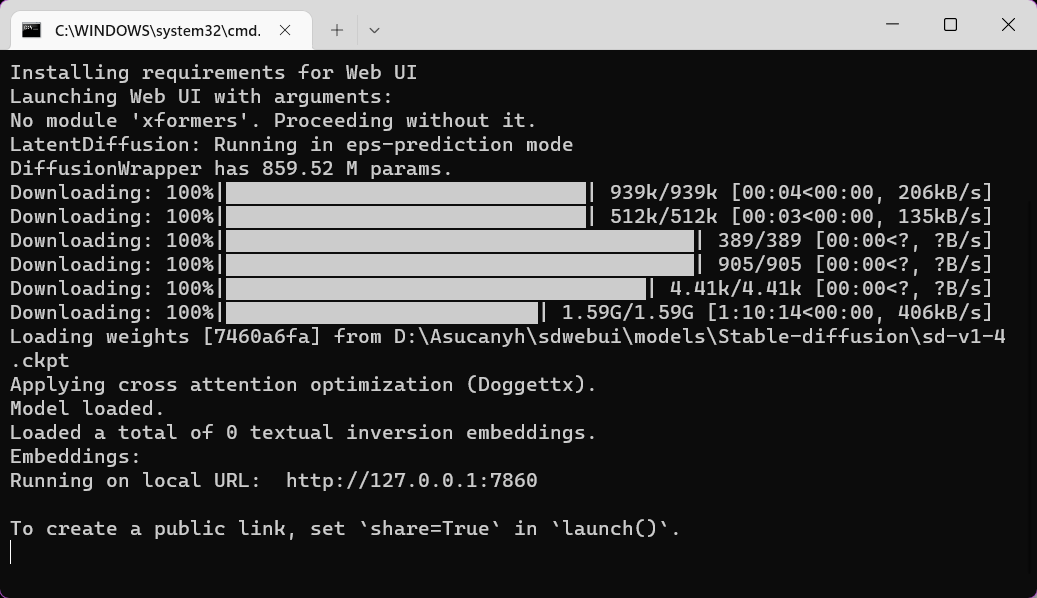 C:\WINDOWS\system32\cmd.
Installing requirements for Web UI
Launching Web UI with arguments:
No module 'xformers'. Proceeding without it.
LatentDiffusion: Running in eps-prediction mode
DiffusionWrapper has 859.52 M params.
Downloading: 100%|██████████████████████████████| 939k/939k [00:04<00:00, 206kB/s]
Downloading: 100%|██████████████████████████████| 512k/512k [00:03<00:00, 135kB/s]
Downloading: 100%|███████████████████████████████████████| 389/389 [00:00<?, ?B/s]
Downloading: 100%|███████████████████████████████████████| 905/905 [00:00<?, ?B/s]
Downloading: 100%|███████████████████████████████████| 4.41k/4.41k [00:00<?, ?B/s]
Downloading: 100%|██████████████████████████| 1.59G/1.59G [1:10:14<00:00, 406kB/s]
Loading weights [7460a6fa] from D:\Asucanyh\sdwebui\models\Stable-diffusion\sd-v1-4
.ckpt
Applying cross attention optimization (Doggettx).
Model loaded.
Loaded a total of 0 textual inversion embeddings.
Embeddings:
Running on local URL:  http://127.0.0.1:7860
To create a public link, set `share=True` in `launch()`.